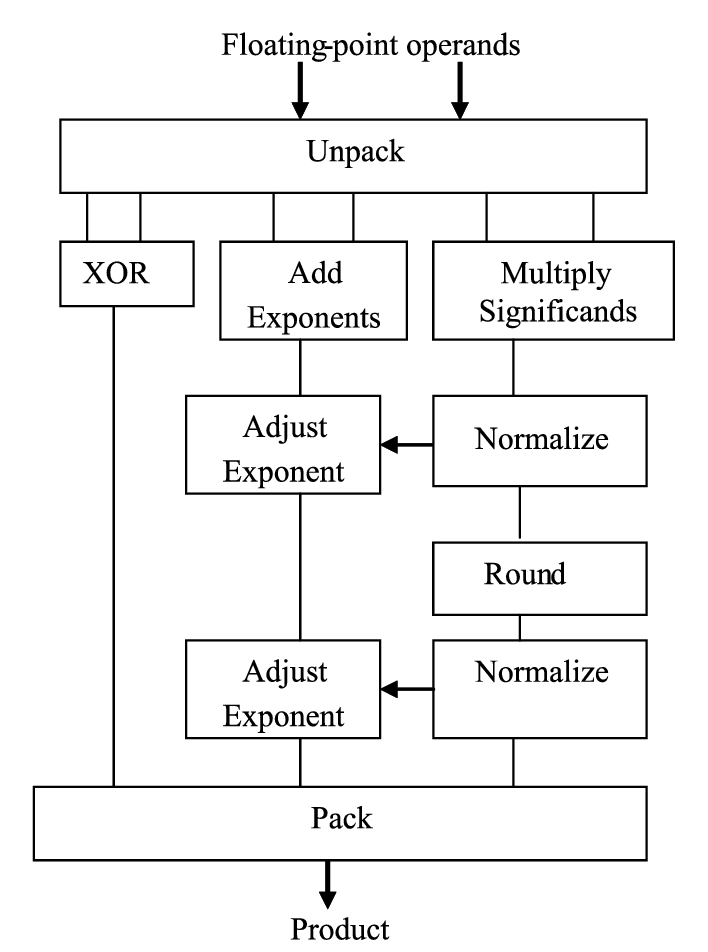 Floating-point operands
Unpack
XOR
Add
Exponents
Multiply
Significands
Adjust
Exponent
Normalize
Round
Adjust
Exponent
Normalize
Pack
Product